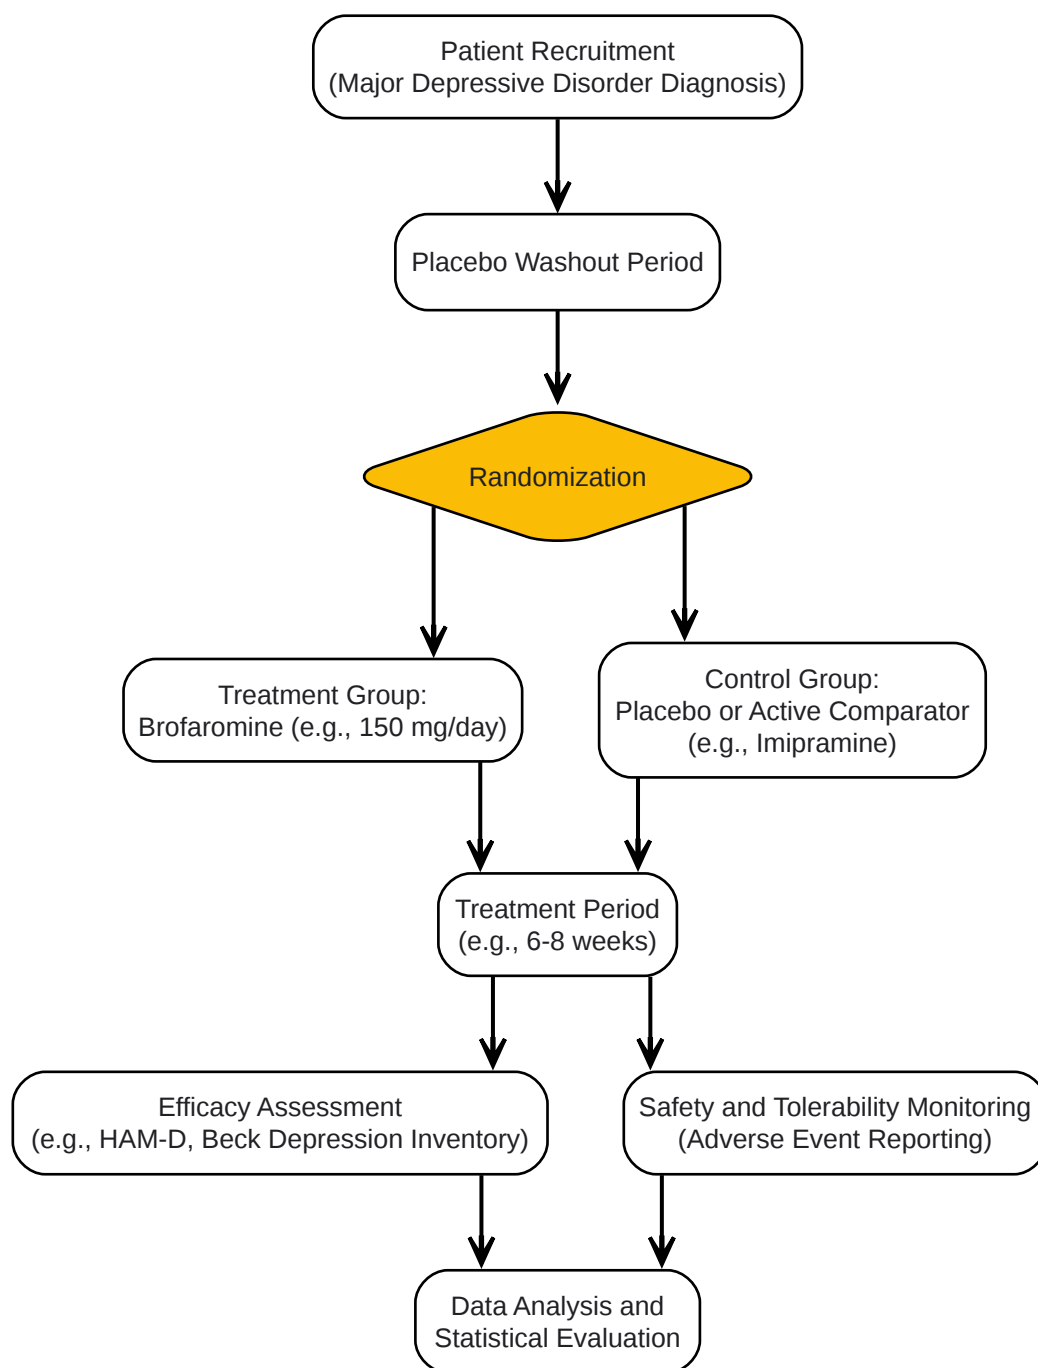 Patient Recruitment
(Major Depressive Disorder Diagnosis)
Placebo Washout Period
Randomization
Treatment Group:
Brofaromine (e.g., 150 mg/day)
Control Group:
Placebo or Active Comparator
(e.g., Imipramine)
Treatment Period
(e.g., 6-8 weeks)
Efficacy Assessment
(e.g., HAM-D, Beck Depression Inventory)
Safety and Tolerability Monitoring
(Adverse Event Reporting)
Data Analysis and
Statistical Evaluation